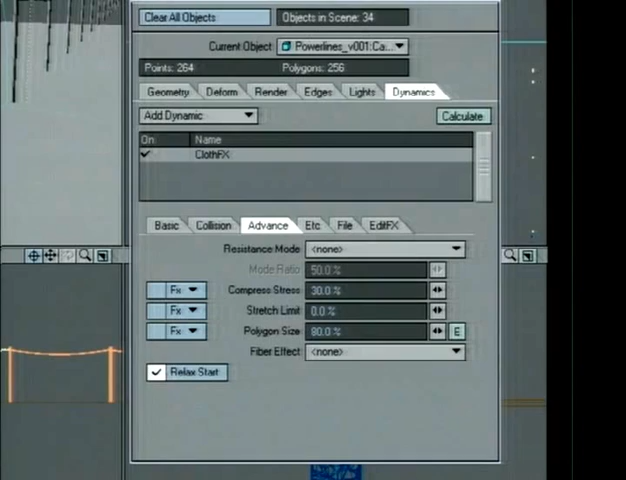 Clear All Objects Objects in Scene: 34
Current Object Powerlines_v001:Ca...
Points: 264 Polygons: 256
Geometry Deform Render Edges Lights Dynamics
Add Dynamic Calculate
On Name
ClothFX
Basic Collision Advance Etc File EditFX
Resistance Mode <none>
Mode Ratio 50.0 %
Fx Compress Stress 30.0 %
Fx Stretch Limit 0.0 %
Fx Polygon Size 80.0 % E
Fiber Effect <none>
Relax Start